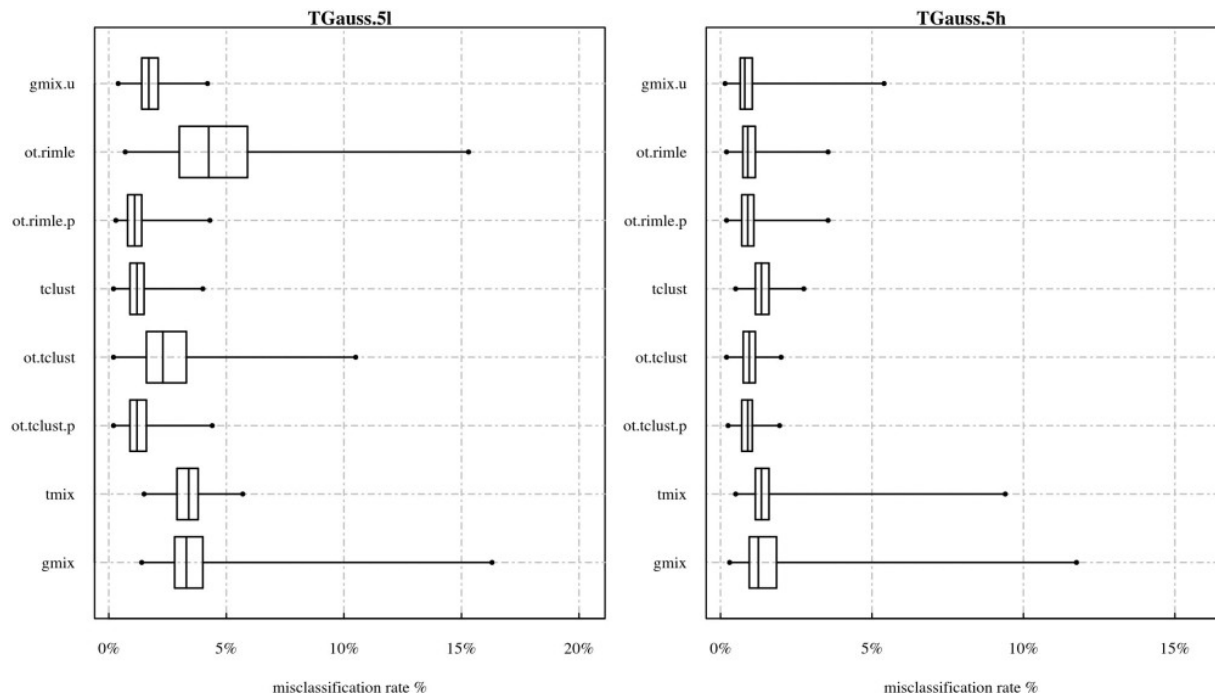 TGauss.5l
gmix.u
ot.rimle
ot.rimle.p
tclust
ot.tclust
ot.tclust.p
tmix
gmix
0% 5% 10% 15% 20%
misclassification rate %
TGauss.5h
gmix.u
ot.rimle
ot.rimle.p
tclust
ot.tclust
ot.tclust.p
tmix
gmix
0% 5% 10% 15%
misclassification rate %